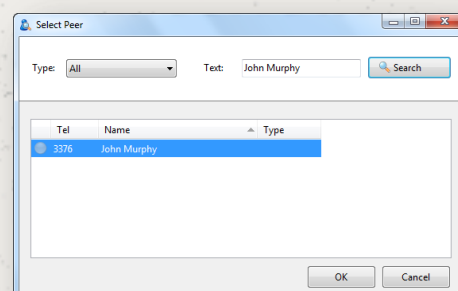 Select Peer
Type: All Text: John Murphy Search
Tel Name Type
3376 John Murphy
OK Cancel